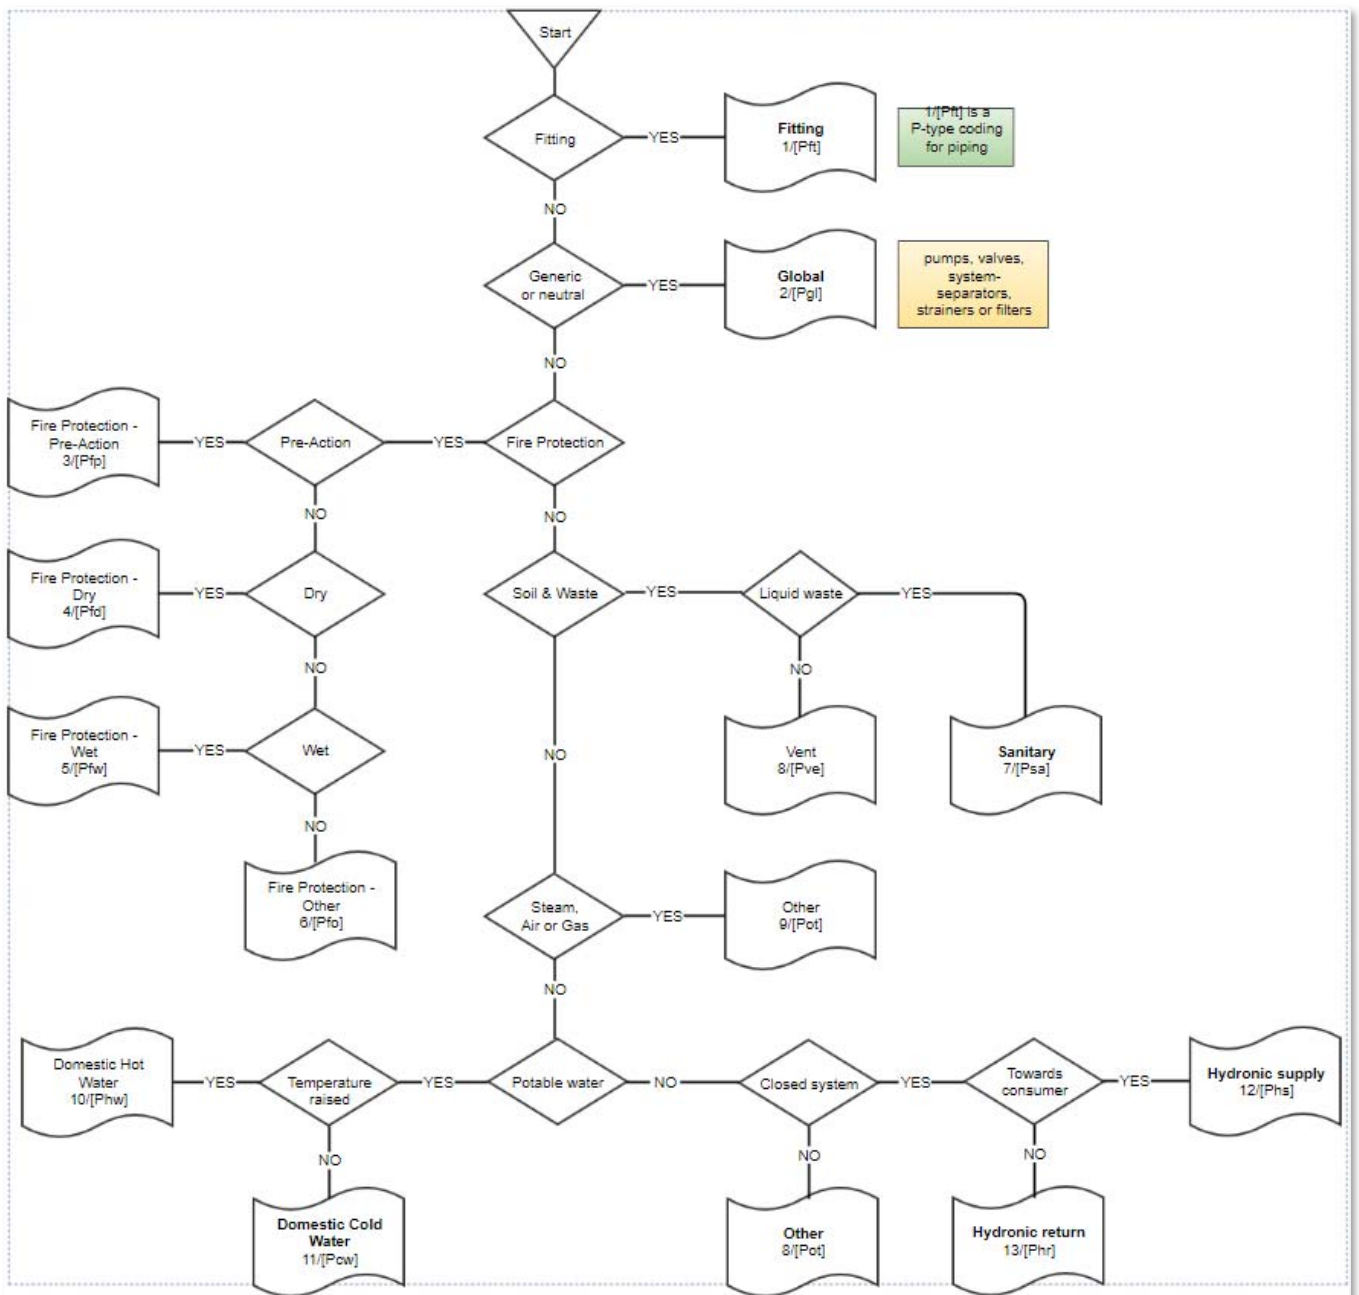 Start
Fitting
YES
Fitting
1/[Pft]
1/[Pft] is a
P-type coding
for piping
NO
Generic
or neutral
YES
Global
2/[Pgl]
pumps, valves,
system-
separators,
strainers or filters
NO
Fire Protection -
Pre-Action
3/[Pfp]
YES
Pre-Action
YES
Fire Protection
NO
NO
Fire Protection -
Dry
4/[Pfd]
YES
Dry
Soil & Waste
YES
Liquid waste
YES
NO
NO
Fire Protection -
Wet
5/[Pfw]
YES
Wet
NO
Vent
8/[Pve]
Sanitary
7/[Psa]
NO
Fire Protection -
Other
6/[Pfo]
Steam,
Air or Gas
YES
Other
9/[Pot]
NO
Domestic Hot
Water
10/[Phw]
YES
Temperature
raised
YES
Potable water
NO
Closed system
YES
Towards
consumer
YES
Hydronic supply
12/[Phs]
NO
NO
NO
Domestic Cold
Water
11/[Pcw]
Other
8/[Pot]
Hydronic return
13/[Phr]